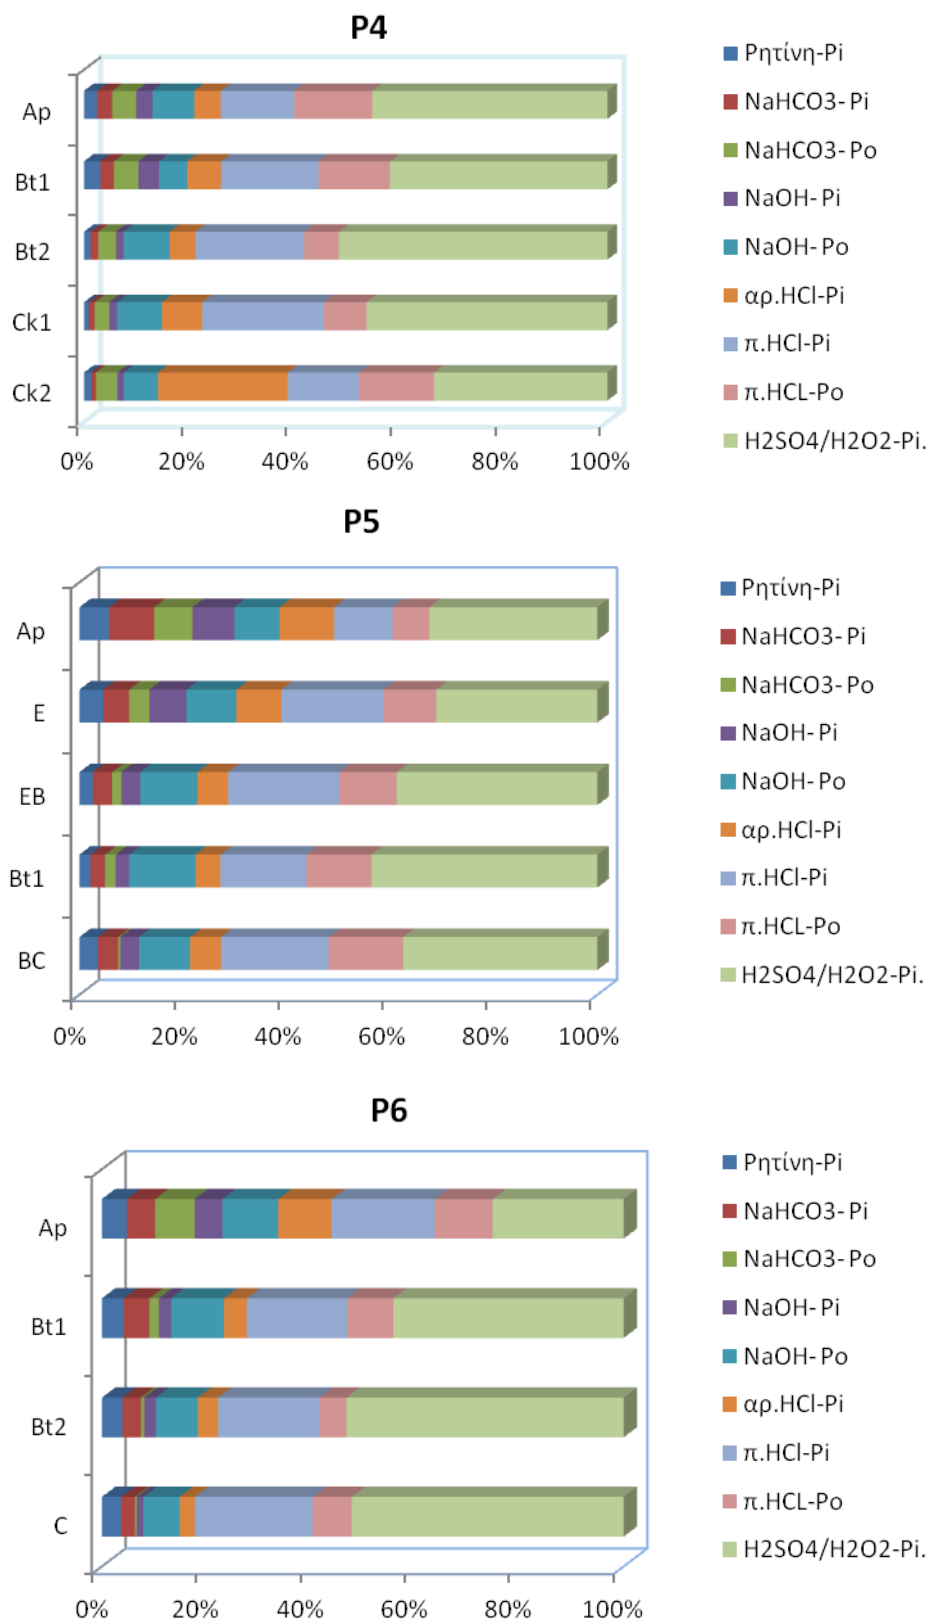 P4
Ap
Bt1
Bt2
Ck1
Ck2
0% 20% 40% 60% 80% 100%
Ρητίνη-Pi
NaHCO3- Pi
NaHCO3- Po
NaOH- Pi
NaOH- Po
αρ.HCl-Pi
π.HCl-Pi
π.HCL-Po
H2SO4/H2O2-Pi.
P5
Ap
E
EB
Bt1
BC
0% 20% 40% 60% 80% 100%
Ρητίνη-Pi
NaHCO3- Pi
NaHCO3- Po
NaOH- Pi
NaOH- Po
αρ.HCl-Pi
π.HCl-Pi
π.HCL-Po
H2SO4/H2O2-Pi.
P6
Ap
Bt1
Bt2
C
0% 20% 40% 60% 80% 100%
Ρητίνη-Pi
NaHCO3- Pi
NaHCO3- Po
NaOH- Pi
NaOH- Po
αρ.HCl-Pi
π.HCl-Pi
π.HCL-Po
H2SO4/H2O2-Pi.